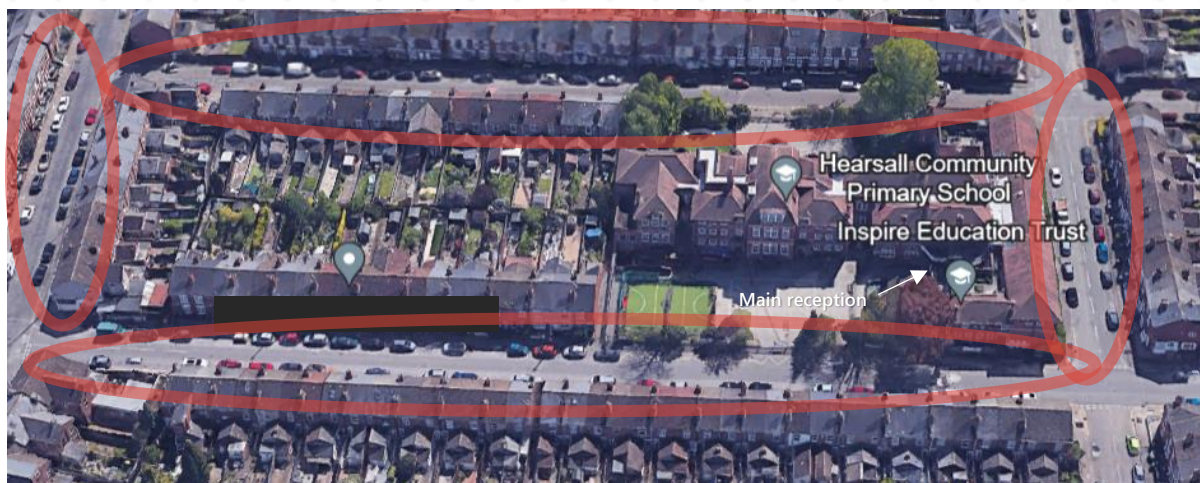 Hearsall Community
Primary School
Inspire Education Trust
Main reception